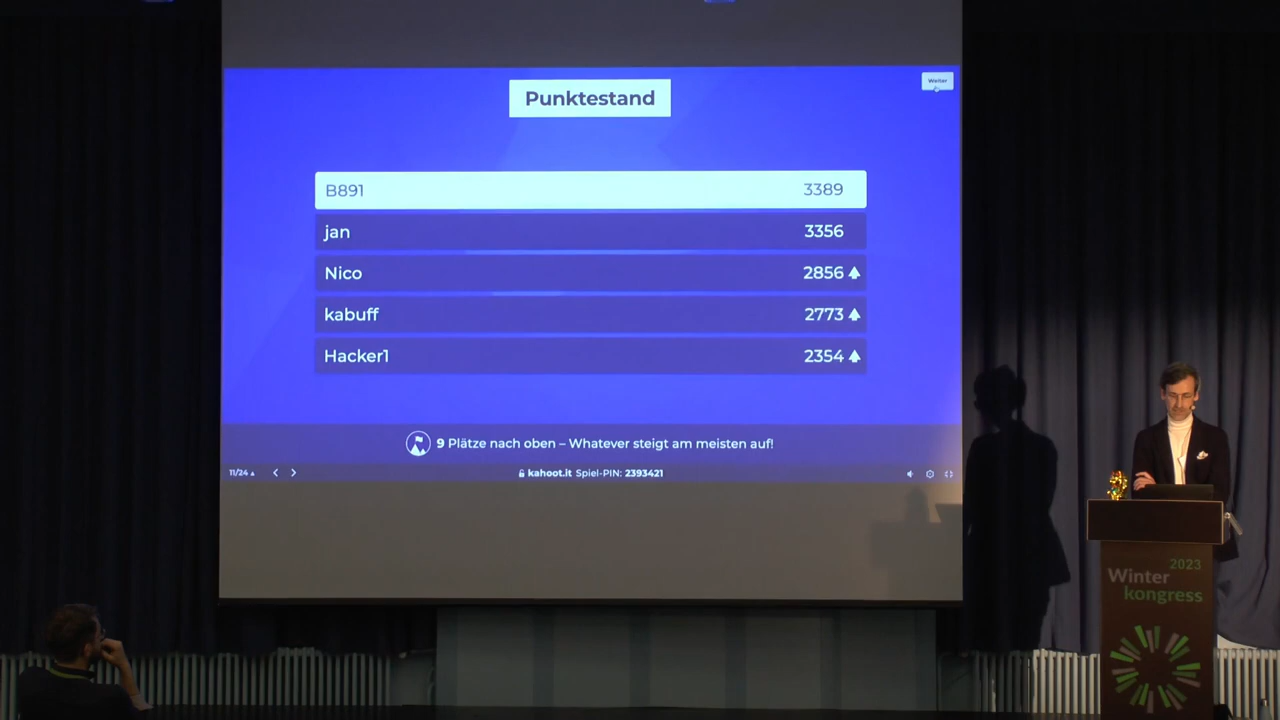 Weiter
Punktestand
B891 3389
jan 3356
Nico 2856
kabuff 2773
Hacker1 2354
9 Plätze nach oben – Whatever steigt am meisten auf!
11/24
kahoot.it Spiel-PIN: 2393421
2023
Winter
kongress